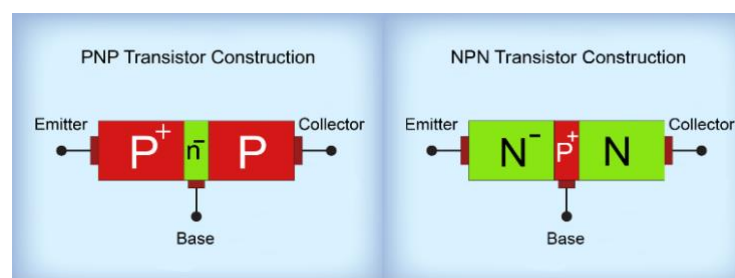 PNP Transistor Construction
Emitter
P+
n-
P
Collector
Base
NPN Transistor Construction
Emitter
N-
P+
N
Collector
Base